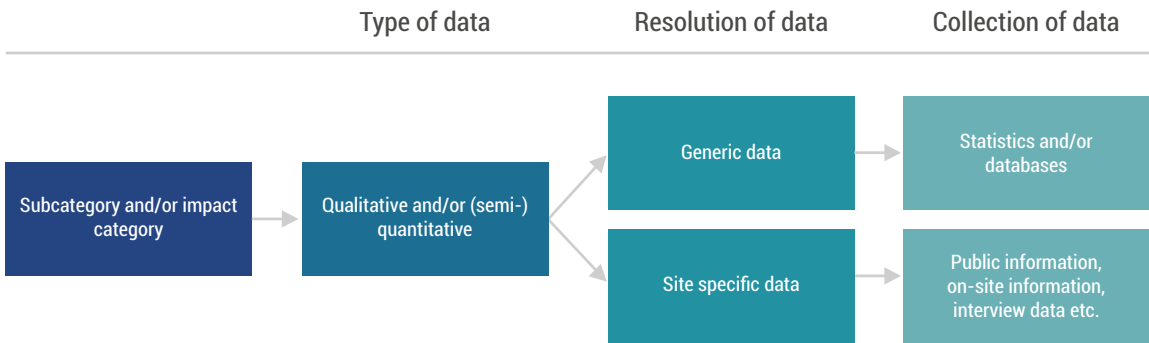 Type of data
Resolution of data
Collection of data
Subcategory and/or impact
category
Qualitative and/or (semi-)
quantitative
Generic data
Statistics and/or
databases
Site specific data
Public information,
on-site information,
interview data etc.